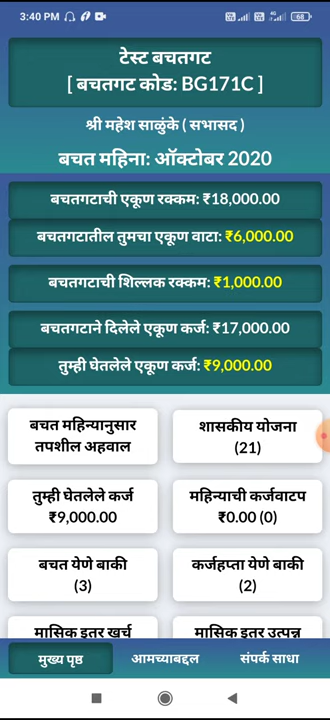 3:40 PM
68
टेस्ट बचतगट
[ बचतगट कोड: BG171C ]
श्री महेश साळुंके ( सभासद )
बचत महिना: ऑक्टोबर 2020
बचतगटाची एकूण रक्कम: ₹18,000.00
बचतगटातील तुमचा एकूण वाटा: ₹6,000.00
बचतगटाची शिल्लक रक्कम: ₹1,000.00
बचतगटाने दिलेले एकूण कर्ज: ₹17,000.00
तुम्ही घेतलेले एकूण कर्ज: ₹9,000.00
बचत महिन्यानुसार
तपशील अहवाल
शासकीय योजना
(21)
तुम्ही घेतलेले कर्ज
₹9,000.00
महिन्याची कर्जवाटप
₹0.00 (0)
बचत येणे बाकी
(3)
कर्जहप्ता येणे बाकी
(2)
मासिक इतर खर्च
मासिक इतर उत्पन्न
मुख्य पृष्ठ
आमच्याबद्दल
संपर्क साधा